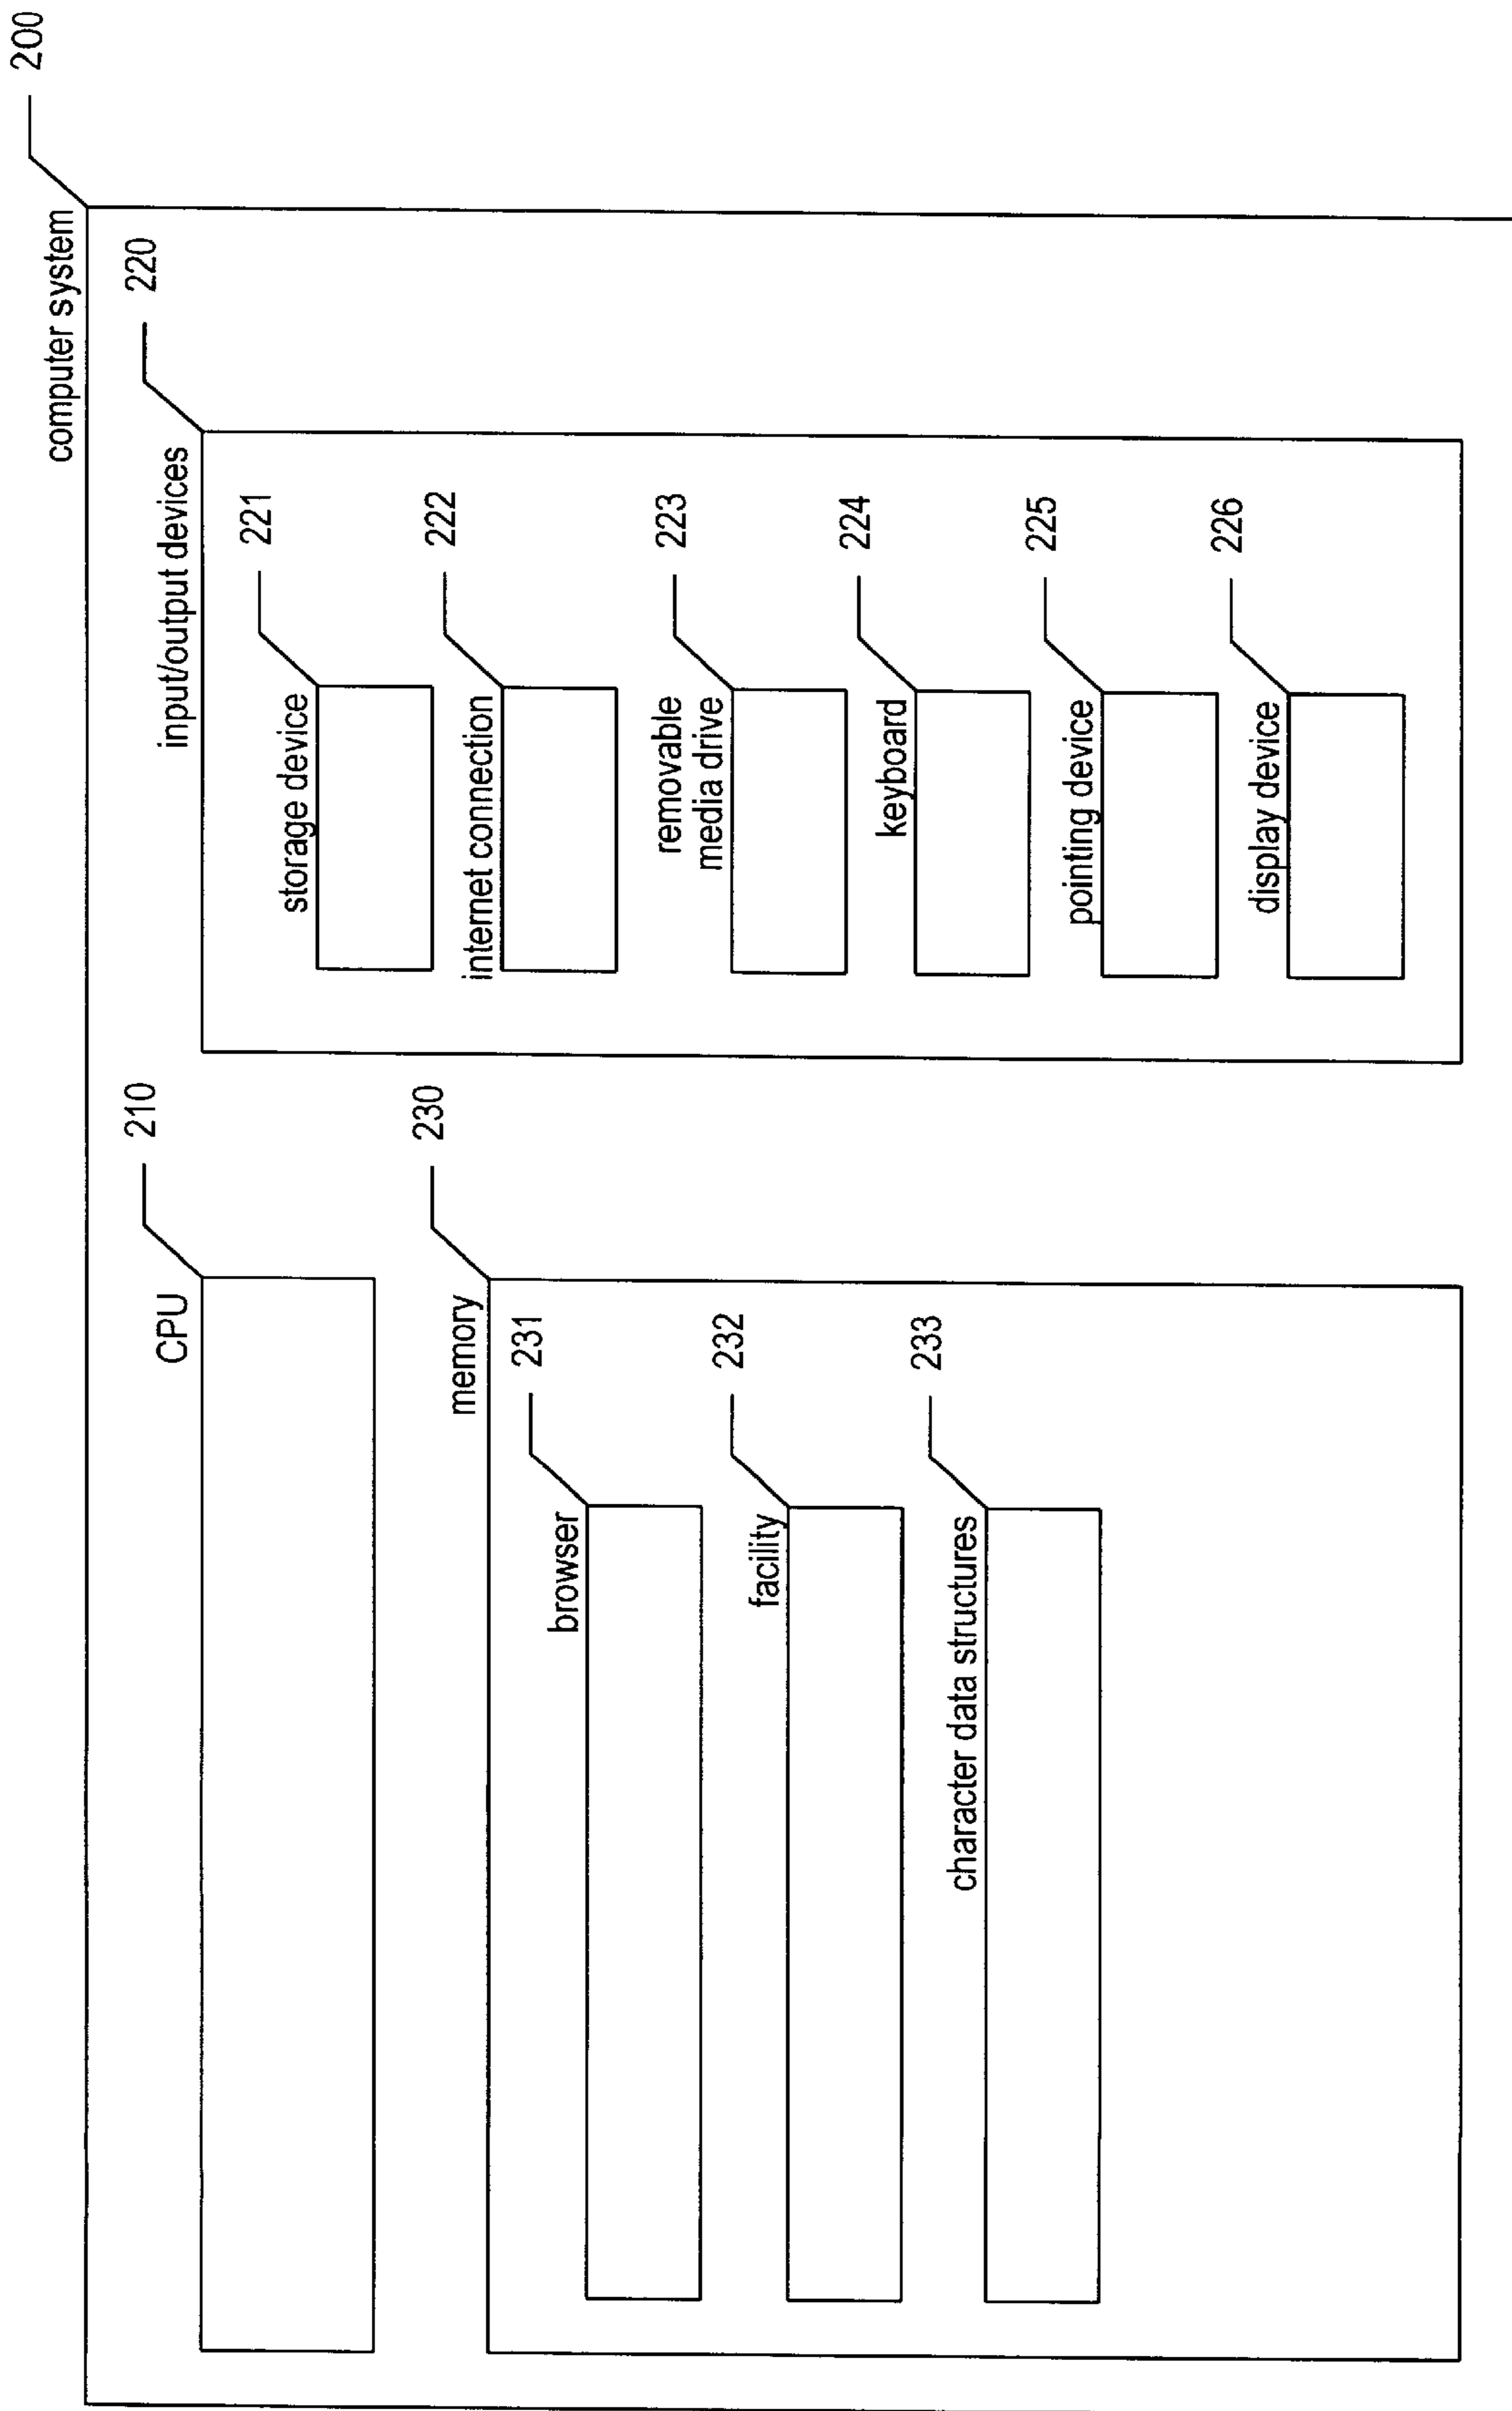 200
computer system
210
CPU
220
input/output devices
221
storage device
222
internet connection
223
removable
media drive
224
keyboard
225
pointing device
226
display device
230
memory
231
browser
232
facility
233
character data structures